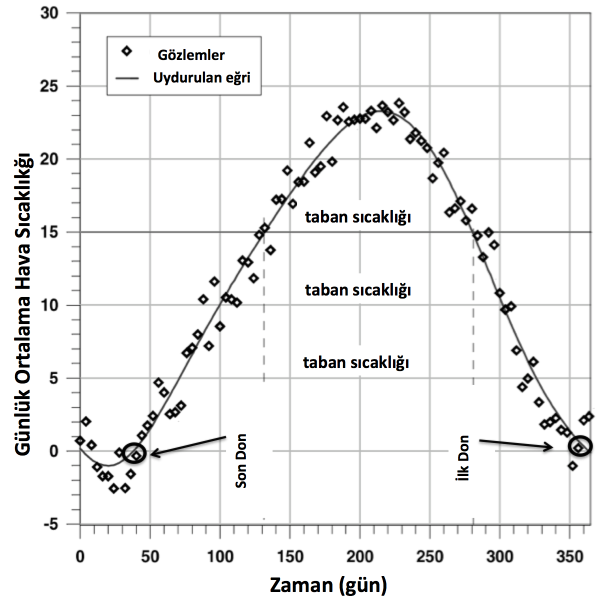 Günlük Ortalama Hava Sıcaklıkğı
30
25
20
15
10
5
0
-5
Gözlemler
Uydurulan eğri
taban sıcaklığı
taban sıcaklığı
taban sıcaklığı
Son Don
İlk Don
0 50 100 150 200 250 300 350
Zaman (gün)